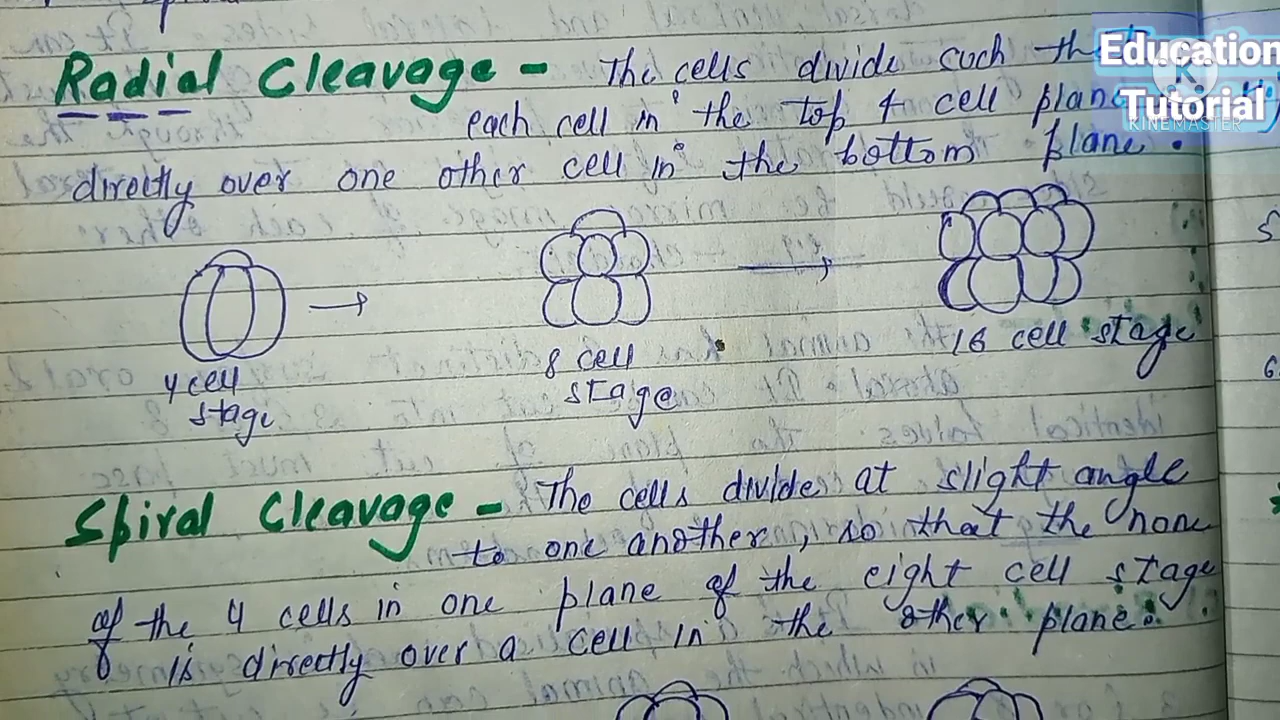 Radial Cleavage - The cells divide such that
each cell in the top 4 cell plane
directly over one other cell in the bottom plane.
4 cell
stage
8 cell
stage
16 cell stage
Spiral Cleavage - The cells divide at slight angle
to one another, so that the none
of the 4 cells in one plane of the eight cell stage
is directly over a cell in the other plane.
Education
Tutorial
KINEMASTER